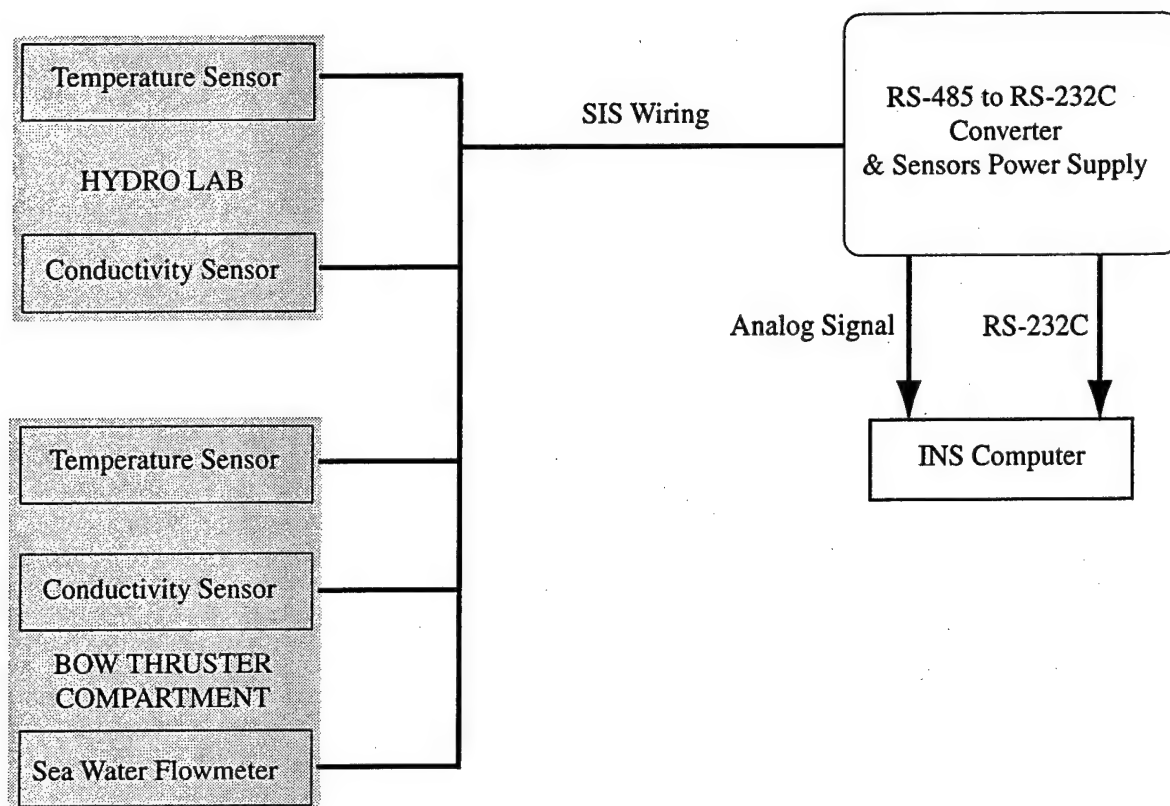 Temperature Sensor
HYDRO LAB
Conductivity Sensor
Temperature Sensor
Conductivity Sensor
BOW THRUSTER
COMPARTMENT
Sea Water Flowmeter
SIS Wiring
RS-485 to RS-232C
Converter
& Sensors Power Supply
Analog Signal
RS-232C
INS Computer